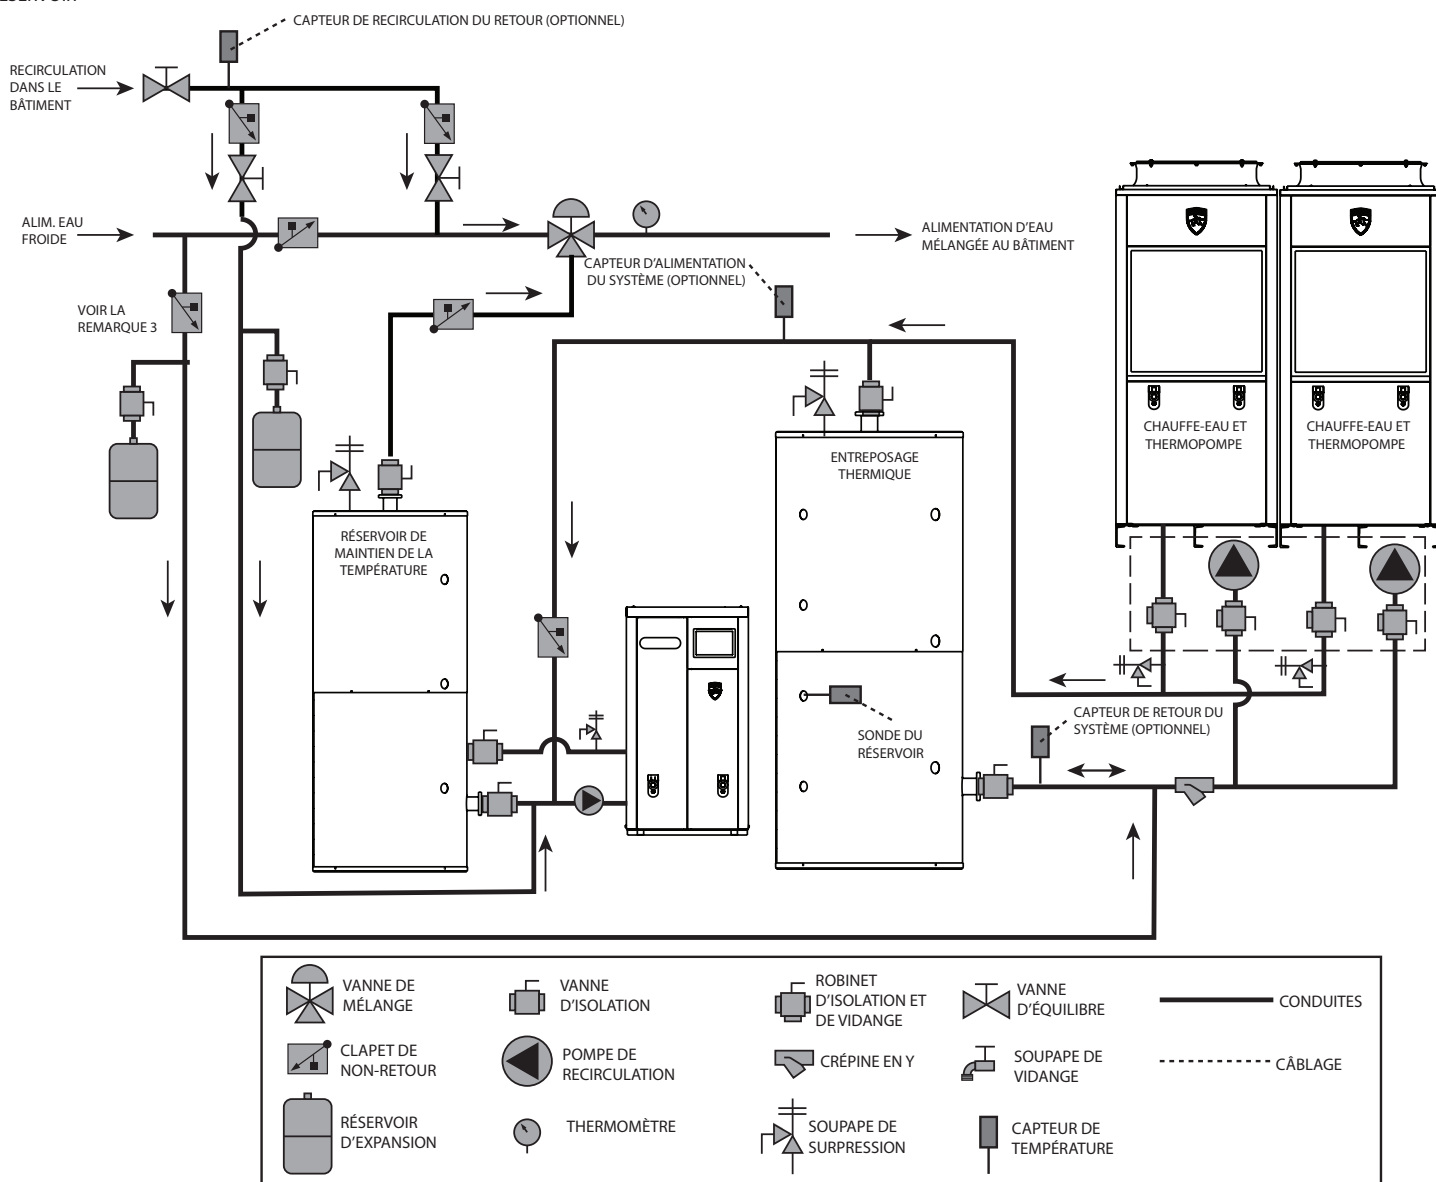 CAPTEUR DE RECIRCULATION DU RETOUR (OPTIONNEL)
RECIRCULATION
DANS LE
BÂTIMENT
ALIM. EAU
FROIDE
ALIMENTATION D'EAU
MÉLANGÉE AU BÂTIMENT
CAPTEUR D'ALIMENTATION
DU SYSTÈME (OPTIONNEL)
VOIR LA
REMARQUE 3
CHAUFFE-EAU ET
THERMOPOMPE
CHAUFFE-EAU ET
THERMOPOMPE
ENTREPOSAGE
THERMIQUE
RÉSERVOIR DE
MAINTIEN DE LA
TEMPÉRATURE
CAPTEUR DE RETOUR DU
SYSTÈME (OPTIONNEL)
SONDE DU
RÉSERVOIR
VANNE DE
MÉLANGE
VANNE
D'ISOLATION
ROBINET
D'ISOLATION ET
DE VIDANGE
VANNE
D'ÉQUILIBRE
CONDUITES
CLAPET DE
NON-RETOUR
POMPE DE
RECIRCULATION
CRÉPINE EN Y
SOUPAPE DE
VIDANGE
CÂBLAGE
RÉSERVOIR
D'EXPANSION
THERMOMÈTRE
SOUPAPE DE
SURPRESSION
CAPTEUR DE
TEMPÉRATURE